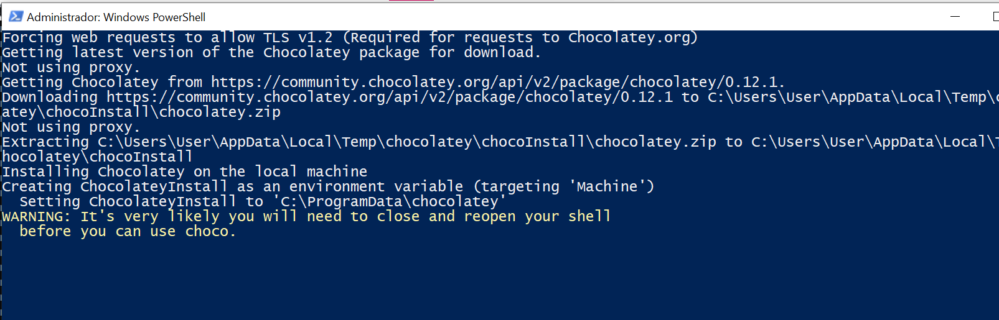 Administrador: Windows PowerShell
Forcing web requests to allow TLS v1.2 (Required for requests to Chocolatey.org)
Getting latest version of the Chocolatey package for download.
Not using proxy.
Getting Chocolatey from https://community.chocolatey.org/api/v2/package/chocolatey/0.12.1.
Downloading https://community.chocolatey.org/api/v2/package/chocolatey/0.12.1 to C:\Users\User\AppData\Local\Temp\c
atey\chocoInstall\chocolatey.zip
Not using proxy.
Extracting C:\Users\User\AppData\Local\Temp\chocolatey\chocoInstall\chocolatey.zip to C:\Users\User\AppData\Local\T
hocolatey\chocoInstall
Installing Chocolatey on the local machine
Creating ChocolateyInstall as an environment variable (targeting 'Machine')
  Setting ChocolateyInstall to 'C:\ProgramData\chocolatey'
WARNING: It's very likely you will need to close and reopen your shell
  before you can use choco.